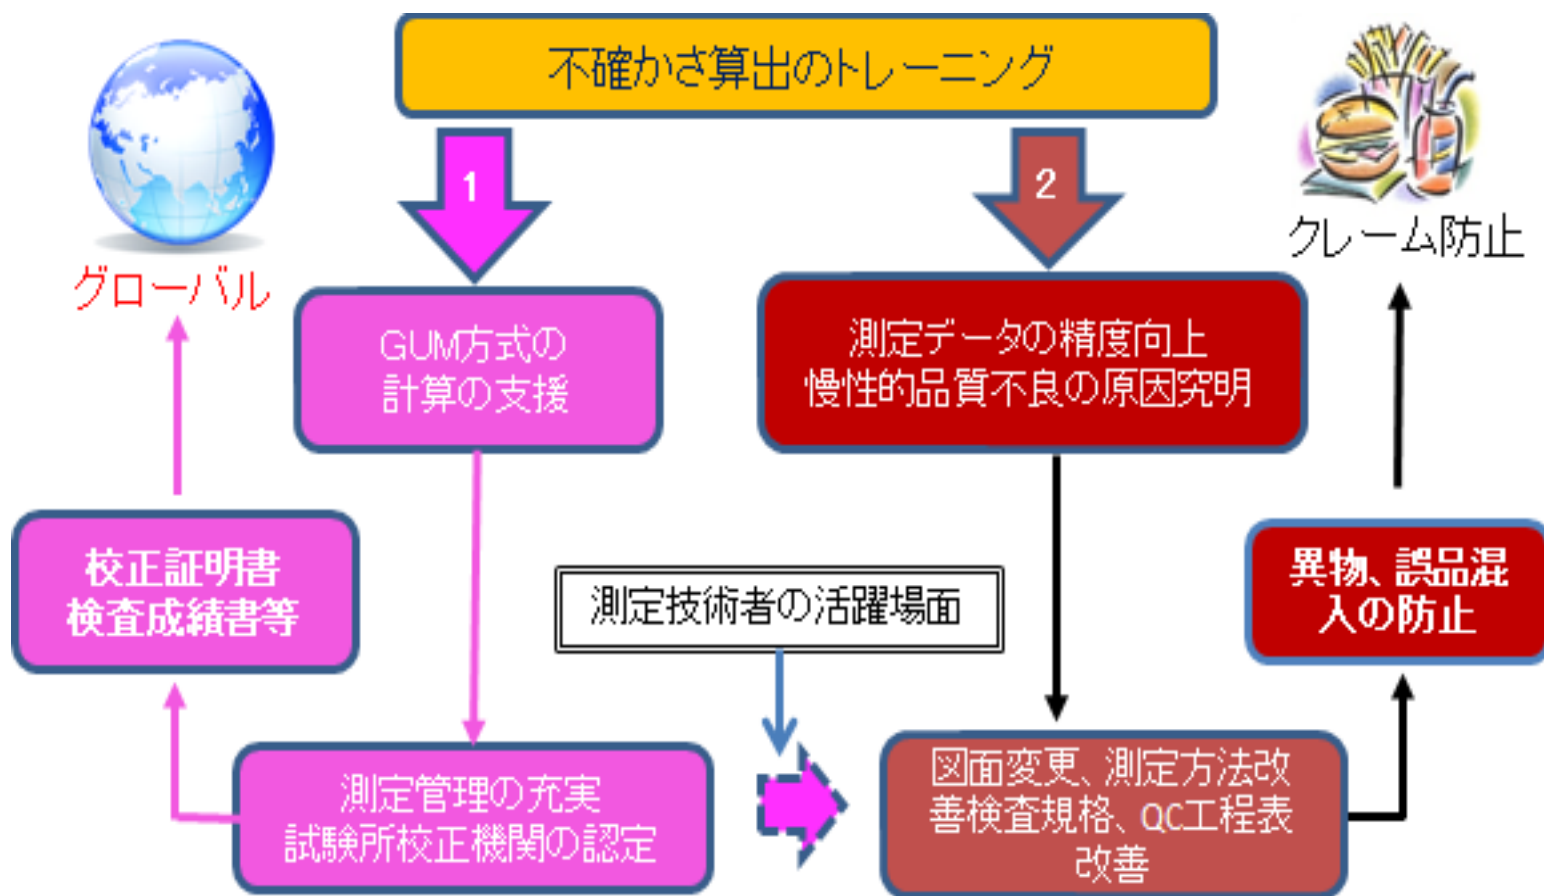 不確かさ算出のトレーニング
1
2
グローバル
クレーム防止
GUM方式の
計算の支援
測定データの精度向上
慢性的品質不良の原因究明
校正証明書
検査成績書等
測定技術者の活躍場面
異物、誤品混
入の防止
測定管理の充実
試験所校正機関の認定
図面変更、測定方法改
善検査規格、QC工程表
改善